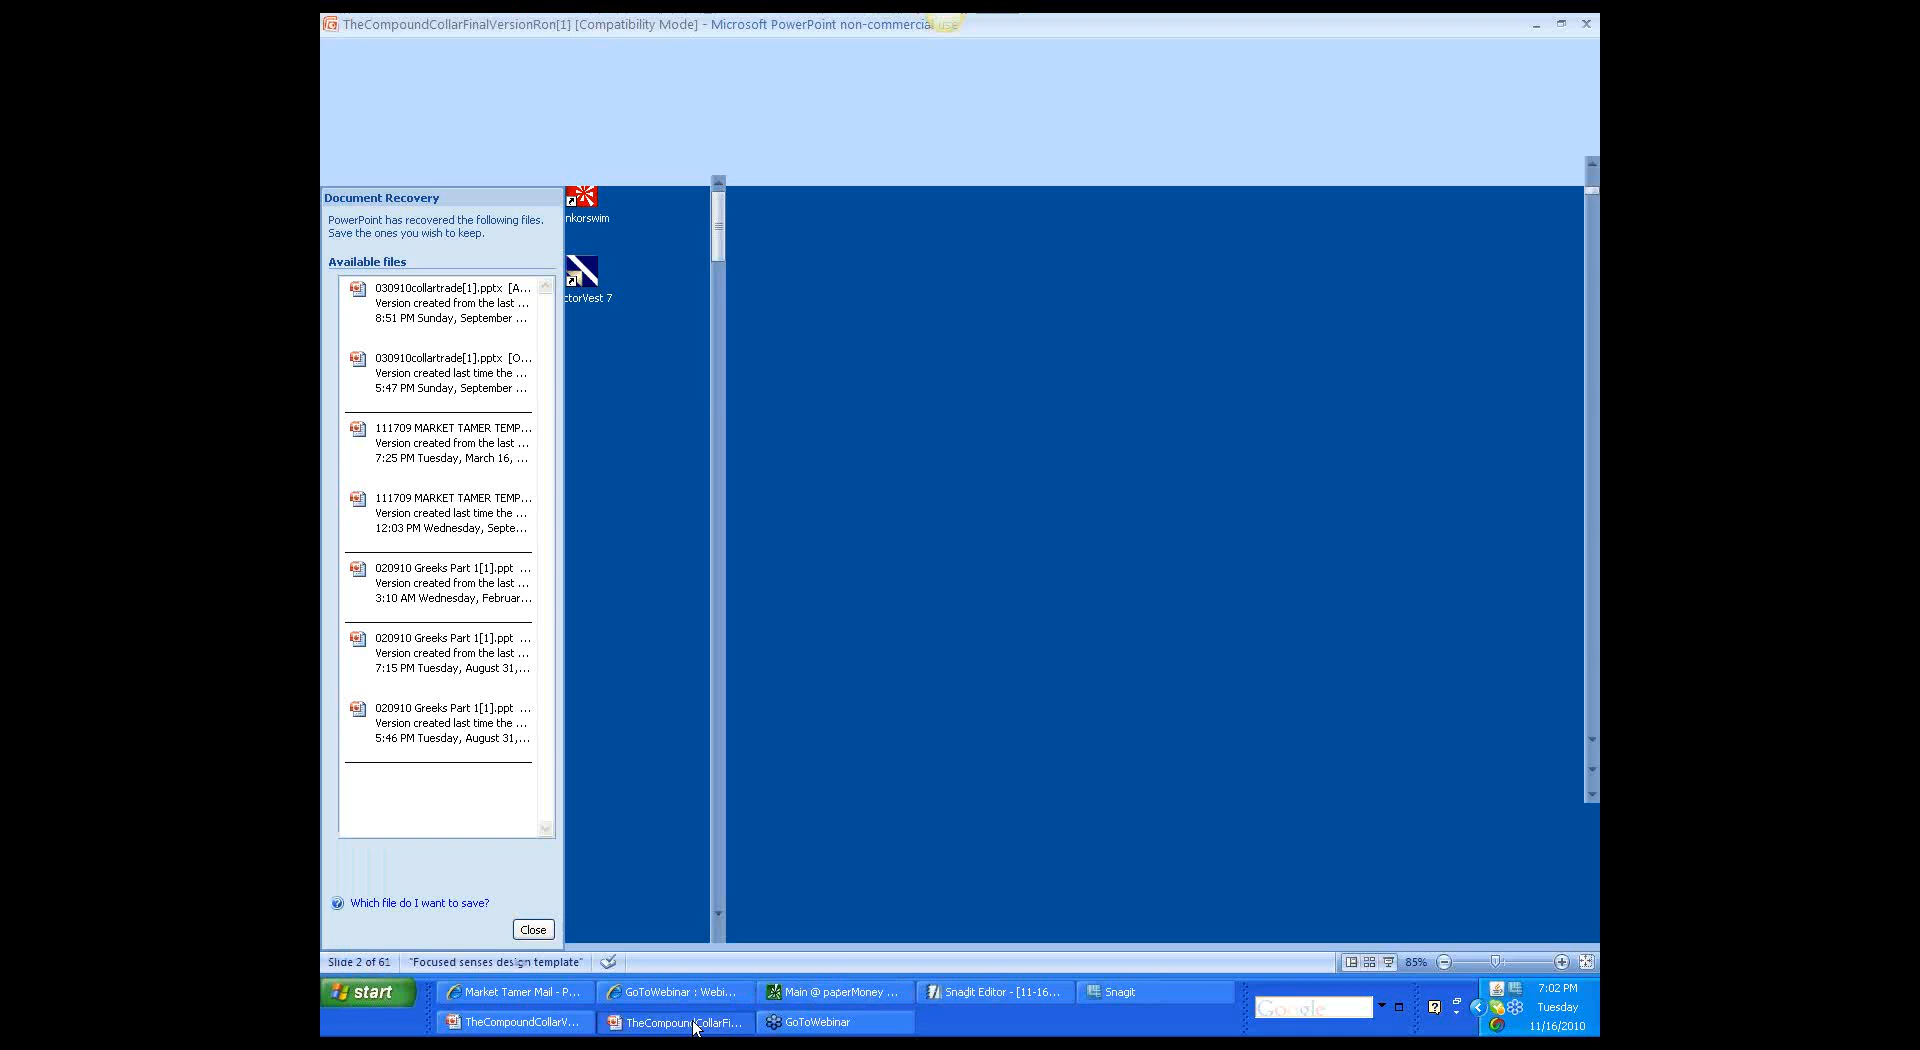 TheCompoundCollarFinalVersionRon[1] [Compatibility Mode] - Microsoft PowerPoint non-commercial use
Document Recovery
PowerPoint has recovered the following files.
Save the ones you wish to keep.
Available files
030910collartrade[1].pptx [A...
Version created from the last ...
8:51 PM Sunday, September ...
030910collartrade[1].pptx [O...
Version created last time the ...
5:47 PM Sunday, September ...
111709 MARKET TAMER TEMP...
Version created from the last ...
7:25 PM Tuesday, March 16, ...
111709 MARKET TAMER TEMP...
Version created last time the ...
12:03 PM Wednesday, Septe...
020910 Greeks Part 1[1].ppt ...
Version created from the last ...
3:10 AM Wednesday, Februar...
020910 Greeks Part 1[1].ppt ...
Version created from the last ...
7:15 PM Tuesday, August 31,...
020910 Greeks Part 1[1].ppt ...
Version created last time the ...
5:46 PM Tuesday, August 31,...
Which file do I want to save?
Close
nkorswim
ctorVest 7
Slide 2 of 61
"Focused senses design template"
85%
start
Market Tamer Mail - P...
GoToWebinar : Webi...
Main @ paperMoney ...
Snagit Editor - [11-16...
Snagit
TheCompoundCollarV...
TheCompoundCollarFi...
GoToWebinar
Google
7:02 PM
Tuesday
11/16/2010